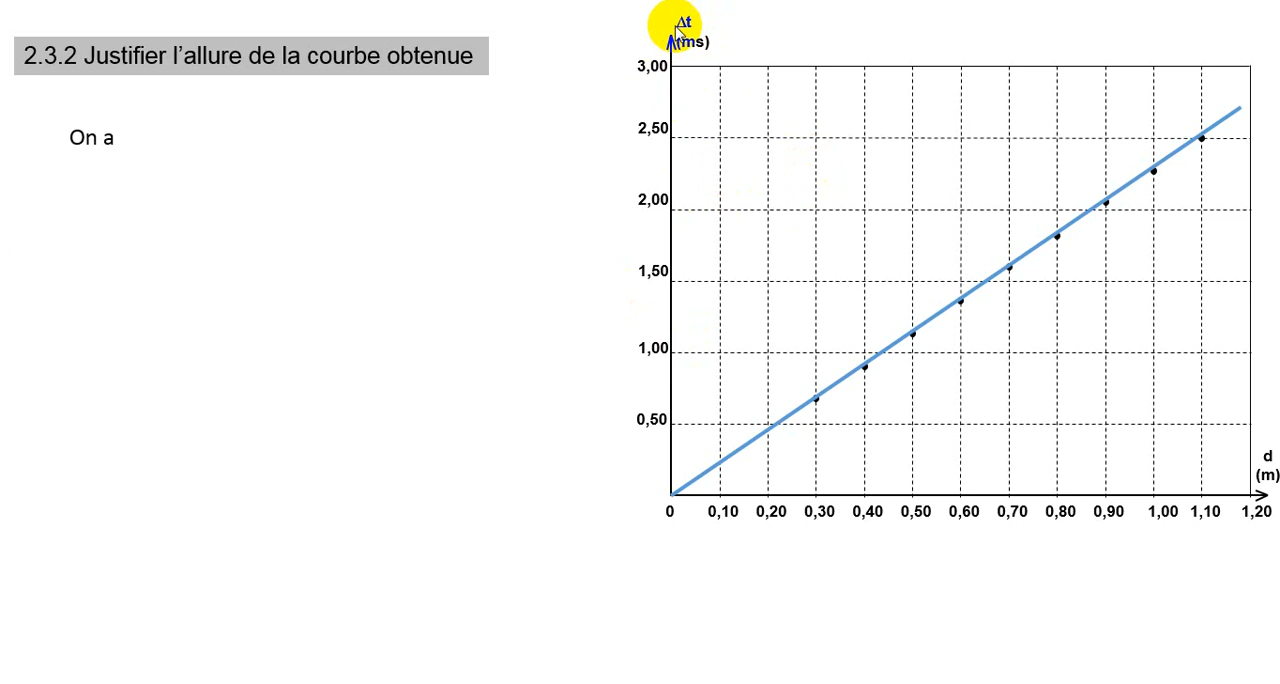 2.3.2 Justifier l’allure de la courbe obtenue
On a
Δt
(ms)
3,00
2,50
2,00
1,50
1,00
0,50
d
(m)
0 0,10 0,20 0,30 0,40 0,50 0,60 0,70 0,80 0,90 1,00 1,10 1,20